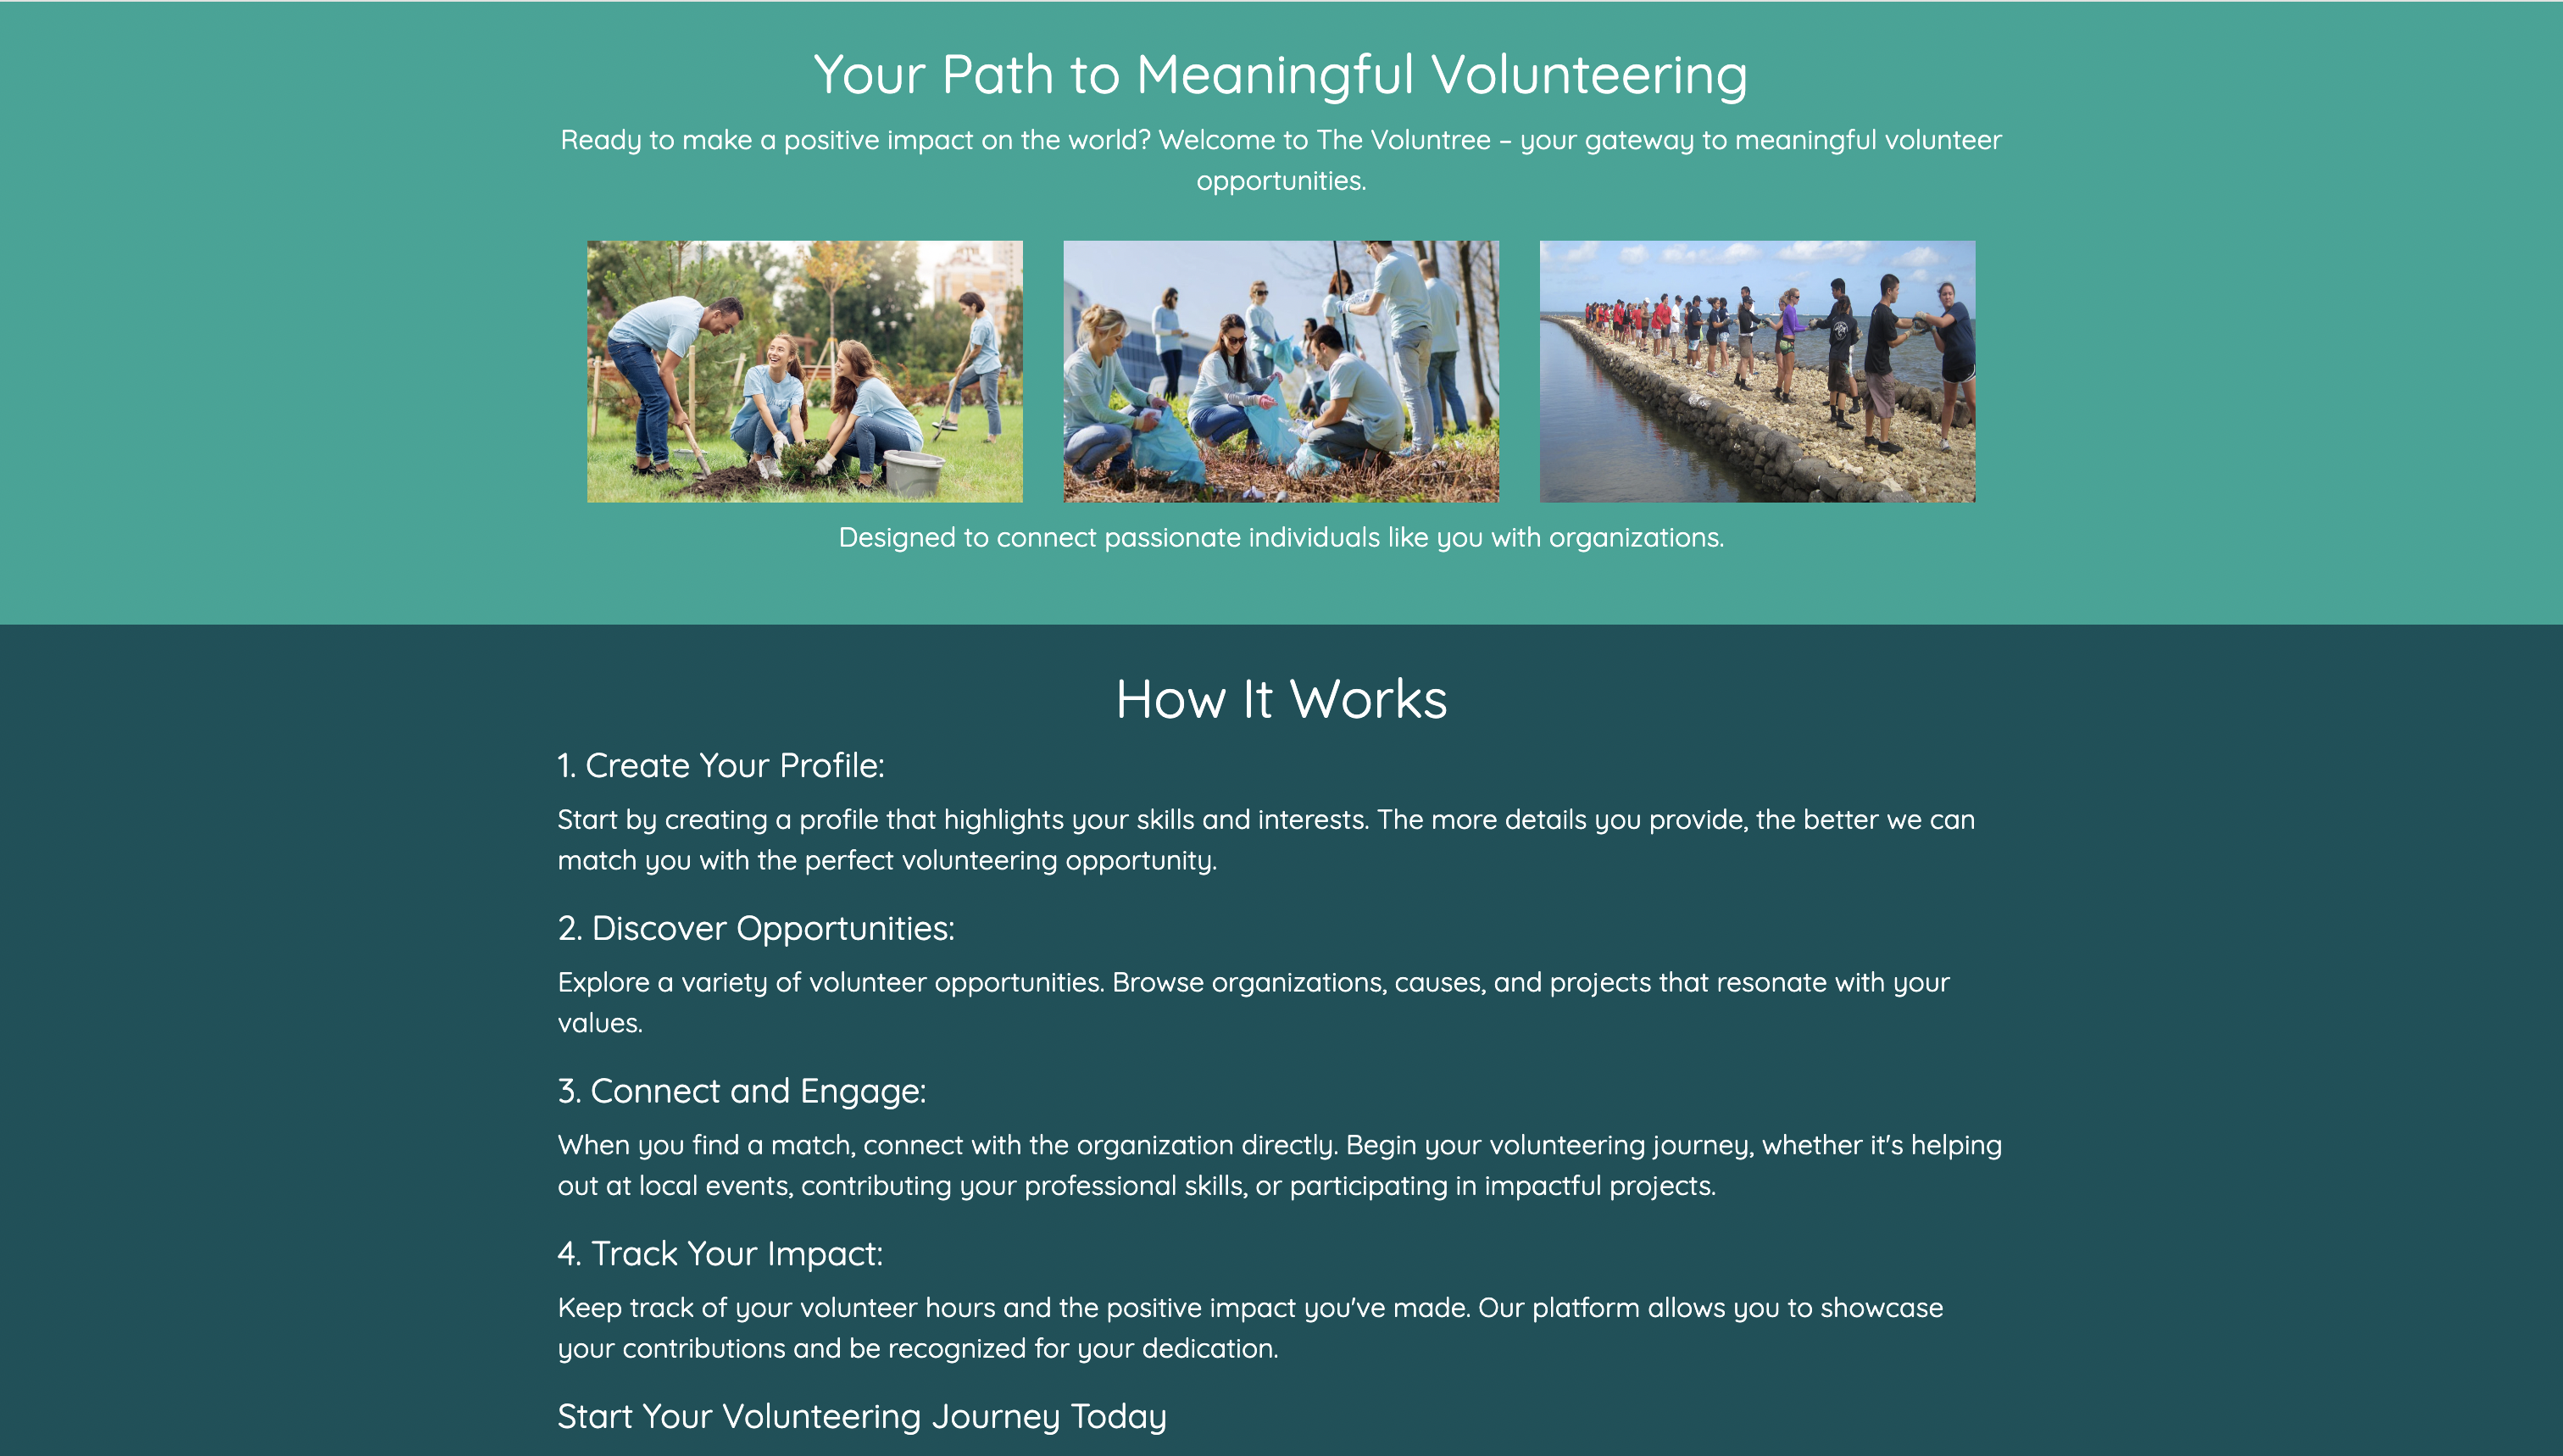 Your Path to Meaningful Volunteering
Ready to make a positive impact on the world? Welcome to The Voluntree – your gateway to meaningful volunteer
opportunities.
Designed to connect passionate individuals like you with organizations.
How It Works
1. Create Your Profile:
Start by creating a profile that highlights your skills and interests. The more details you provide, the better we can
match you with the perfect volunteering opportunity.
2. Discover Opportunities:
Explore a variety of volunteer opportunities. Browse organizations, causes, and projects that resonate with your
values.
3. Connect and Engage:
When you find a match, connect with the organization directly. Begin your volunteering journey, whether it's helping
out at local events, contributing your professional skills, or participating in impactful projects.
4. Track Your Impact:
Keep track of your volunteer hours and the positive impact you've made. Our platform allows you to showcase
your contributions and be recognized for your dedication.
Start Your Volunteering Journey Today